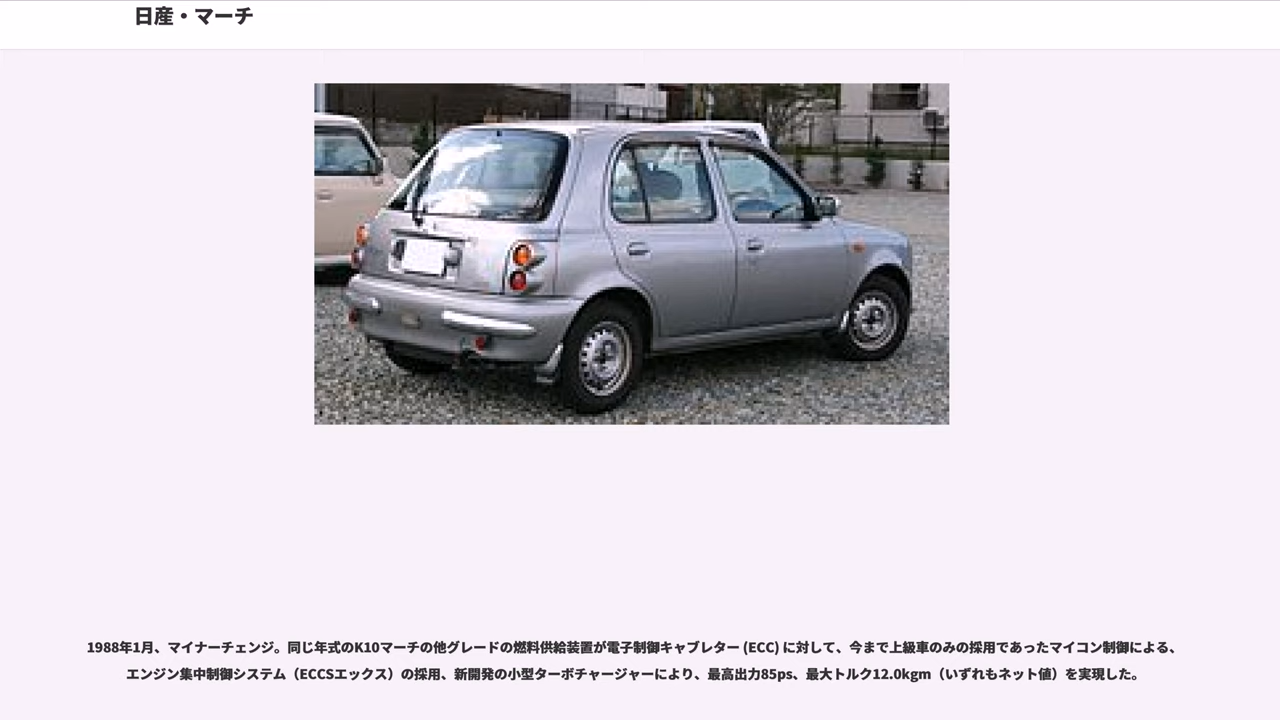 日産・マーチ
1988年1月、マイナーチェンジ。同じ年式のK10マーチの他グレードの燃料供給装置が電子制御キャブレター (ECC) に対して、今まで上級車のみの採用であったマイコン制御による、
エンジン集中制御システム（ECCSエックス）の採用、新開発の小型ターボチャージャーにより、最高出力85ps、最大トルク12.0kgm（いずれもネット値）を実現した。